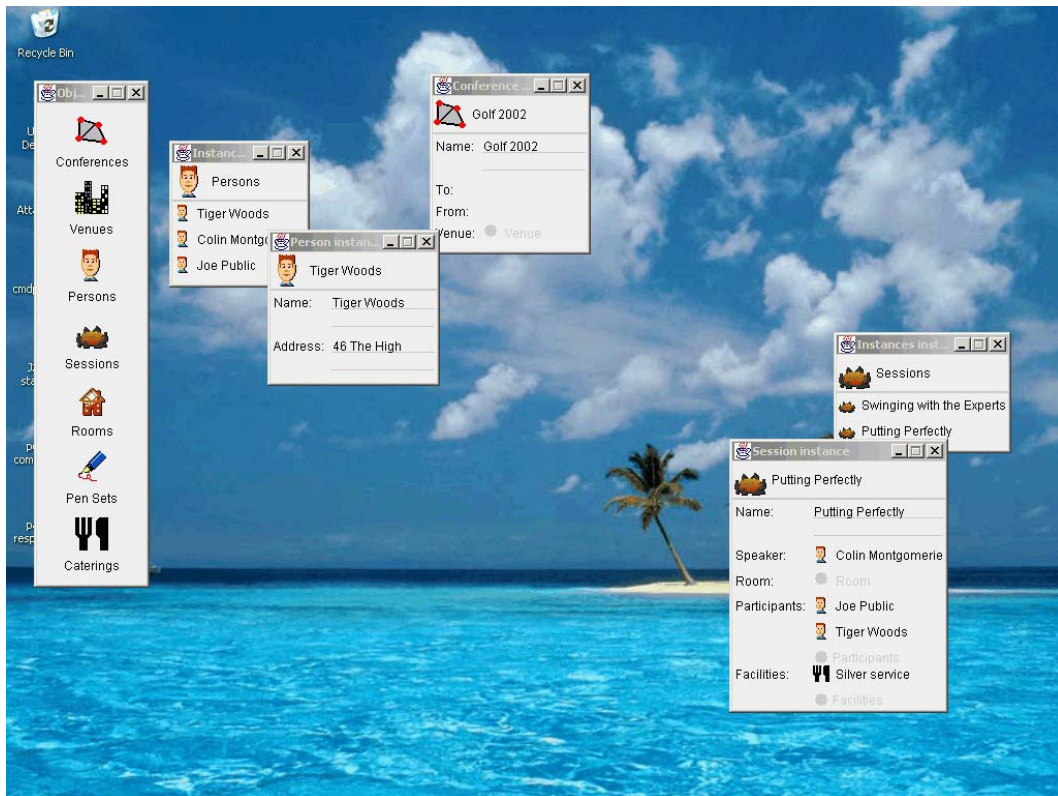 Recycle Bin
Obj...
Conferences
Venues
Persons
Sessions
Rooms
Pen Sets
Caterings
Instanc...
Persons
Tiger Woods
Colin Montgo
Joe Public
Person instan...
Tiger Woods
Name: Tiger Woods
Address: 46 The High
Conference ...
Golf 2002
Name: Golf 2002
To:
From:
Venue: Venue
Instances inst...
Sessions
Swinging with the Experts
Putting Perfectly
Session instance
Putting Perfectly
Name: Putting Perfectly
Speaker: Colin Montgomerie
Room: Room
Participants: Joe Public
Tiger Woods
Participants
Facilities: Silver service
Facilities